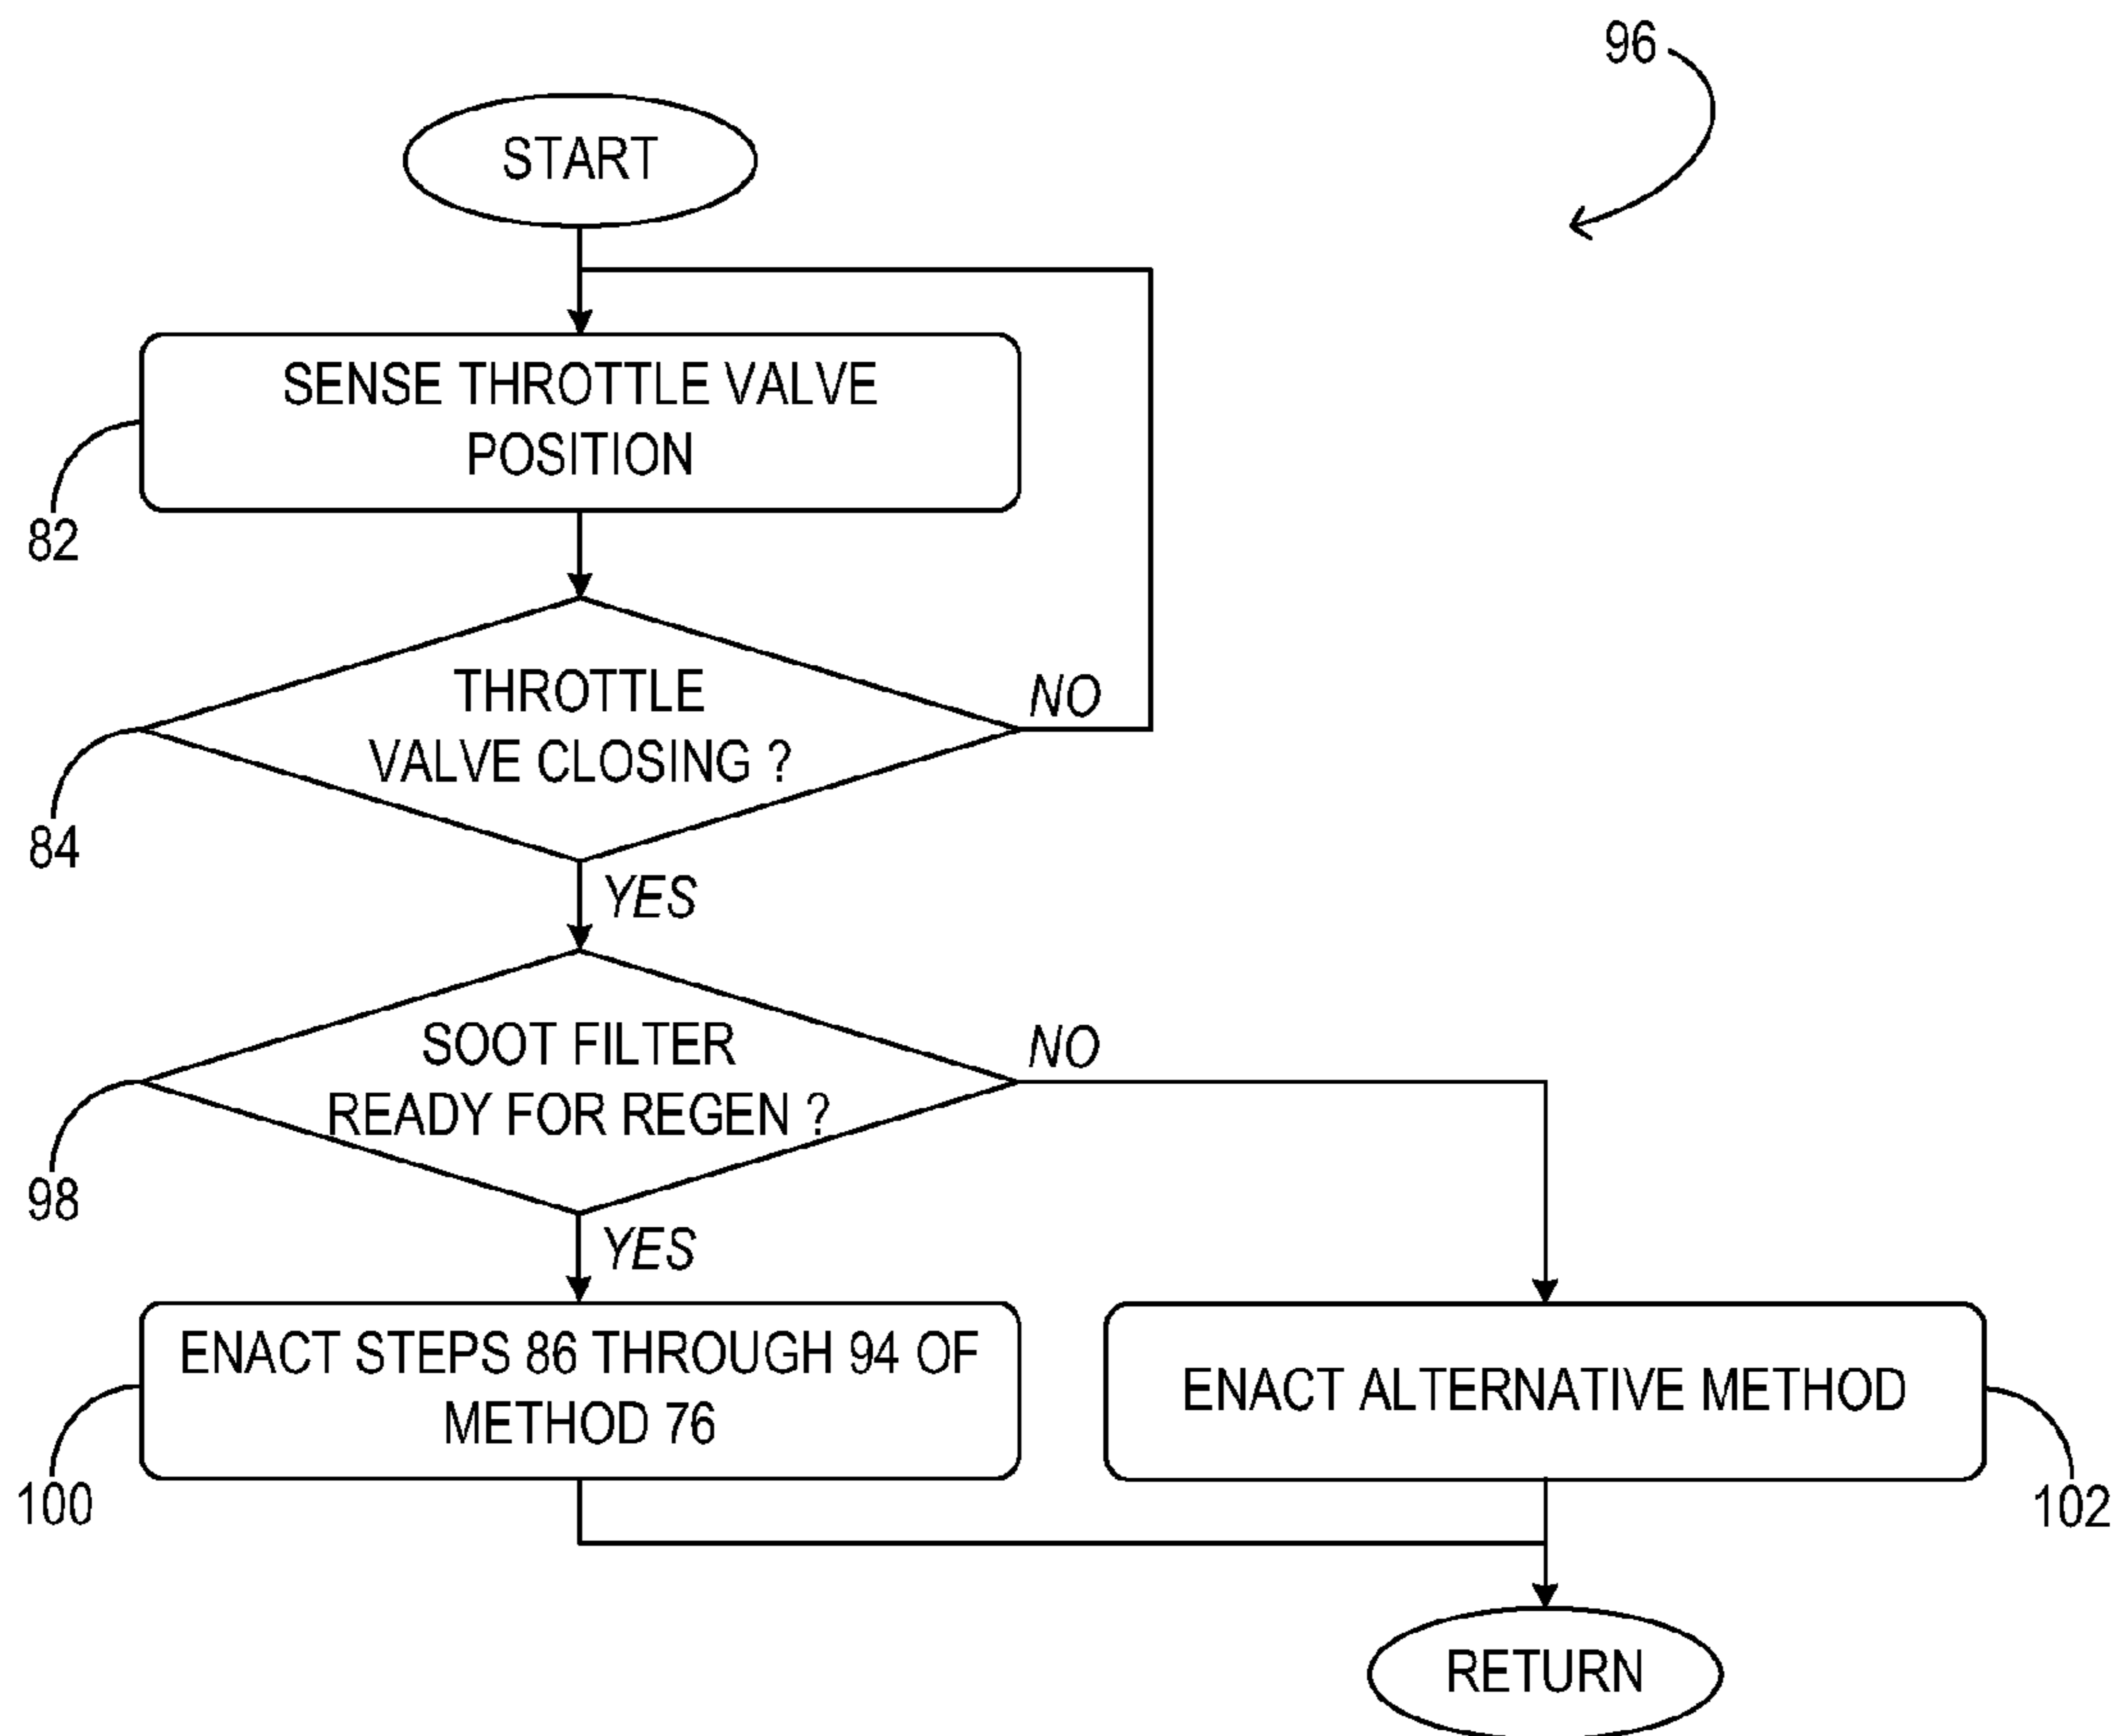 96
START
SENSE THROTTLE VALVE
POSITION
82
THROTTLE
VALVE CLOSING ?
NO
84
YES
SOOT FILTER
READY FOR REGEN ?
NO
98
YES
ENACT STEPS 86 THROUGH 94 OF
METHOD 76
100
ENACT ALTERNATIVE METHOD
102
RETURN